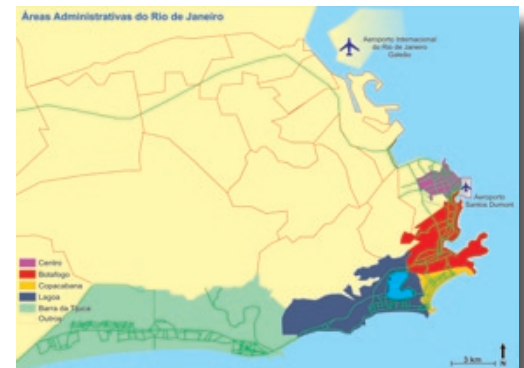 Áreas Administrativas do Rio de Janeiro
Aeroporto Internacional
do Rio de Janeiro
Galeão
Aeroporto
Santos Dumont
Centro
Botafogo
Copacabana
Lagoa
Barra da Tijuca
Outros
3 km
N